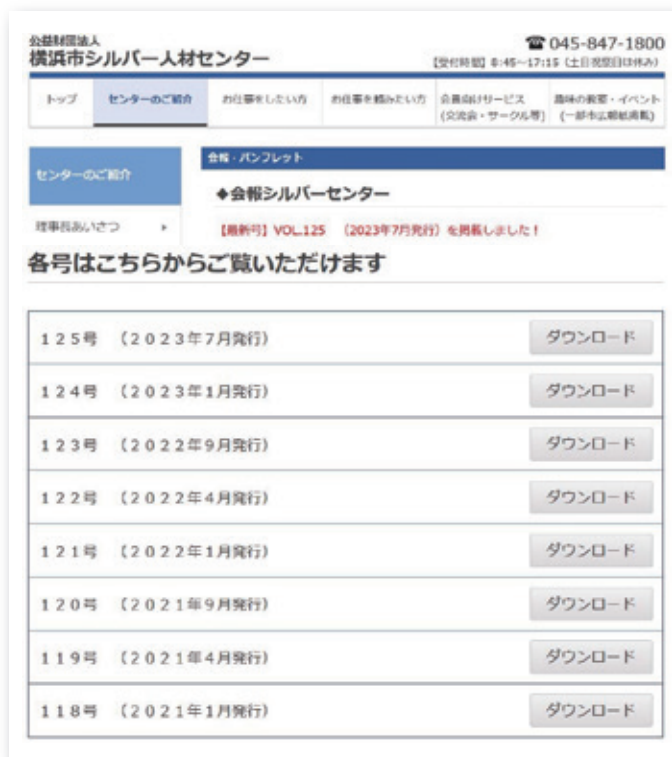 公益財団法人
横浜市シルバー人材センター
☎045-847-1800
【受付時間】8:45~17:15(土日祝祭日は休み)
トップ
センターのご紹介
お仕事をしたい方
お仕事を頼みたい方
会員向けサービス
(交流会・サークル等)
趣味の教室・イベント
(一部市広報紙掲載)
センターのご紹介
会報・パンフレット
◆会報シルバーセンター
理事長あいさつ
【最新号】VOL.125 (2023年7月発行)を掲載しました!
各号はこちらからご覧いただけます
125号 (2023年7月発行) ダウンロード
124号 (2023年1月発行) ダウンロード
123号 (2022年9月発行) ダウンロード
122号 (2022年4月発行) ダウンロード
121号 (2022年1月発行) ダウンロード
120号 (2021年9月発行) ダウンロード
119号 (2021年4月発行) ダウンロード
118号 (2021年1月発行) ダウンロード